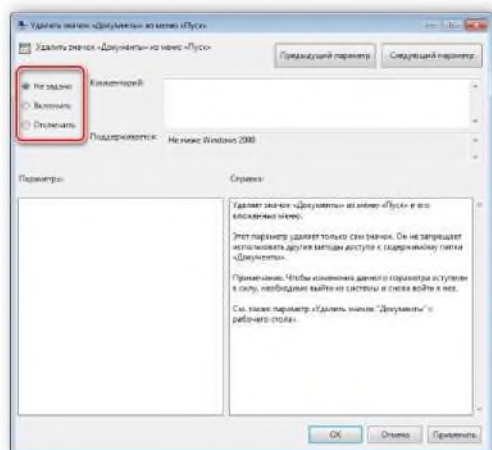 Удалить значок «Документы» из меню «Пуск»
Удалить значок «Документы» из меню «Пуск»
Предыдущий параметр
Следующий параметр
Не задано
Комментарий:
Включить
Отключить
Поддерживается:
Не ниже Windows 2000
Параметры:
Справка:
Удаляет значок «Документы» из меню «Пуск» и его
вложенных меню.
Этот параметр удаляет только сам значок. Он не запрещает
использовать другие методы доступа к содержимому папки
«Документы».
Примечание. Чтобы изменения данного параметра вступили
в силу, необходимо выйти из системы и снова войти в нее.
См. также параметр «Удалить значок "Документы" с
рабочего стола».
ОК
Отмена
Применить